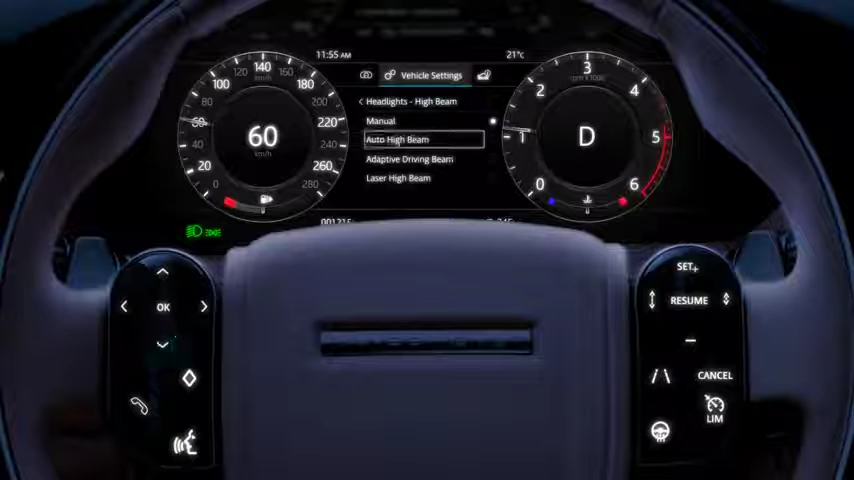 11:55 AM
21°C
Vehicle Settings
Headlights - High Beam
Manual
Auto High Beam
Adaptive Driving Beam
Laser High Beam
0
20
40
60
80
100
120
140
160
180
200
220
240
260
280
km/h
60
km/h
0
1
2
3
4
5
6
rpm x 1000
D
OK
SET+
RESUME
CANCEL
LIM